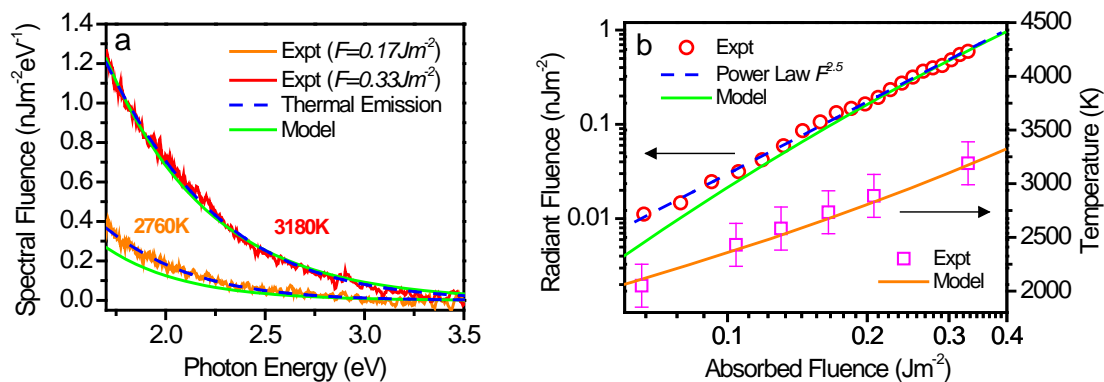 a
Expt (F=0.17Jm⁻²)
Expt (F=0.33Jm⁻²)
Thermal Emission
Model
2760K
3180K
Spectral Fluence (nJm⁻²eV⁻¹)
1.4
1.2
1.0
0.8
0.6
0.4
0.2
0.0
2.0
2.5
3.0
3.5
Photon Energy (eV)
b
Expt
Power Law F²·⁵
Model
Radiant Fluence (nJm⁻²)
1
0.1
0.01
Temperature (K)
4500
4000
3500
3000
2500
2000
Expt
Model
0.1
0.2
0.3
0.4
Absorbed Fluence (Jm⁻²)